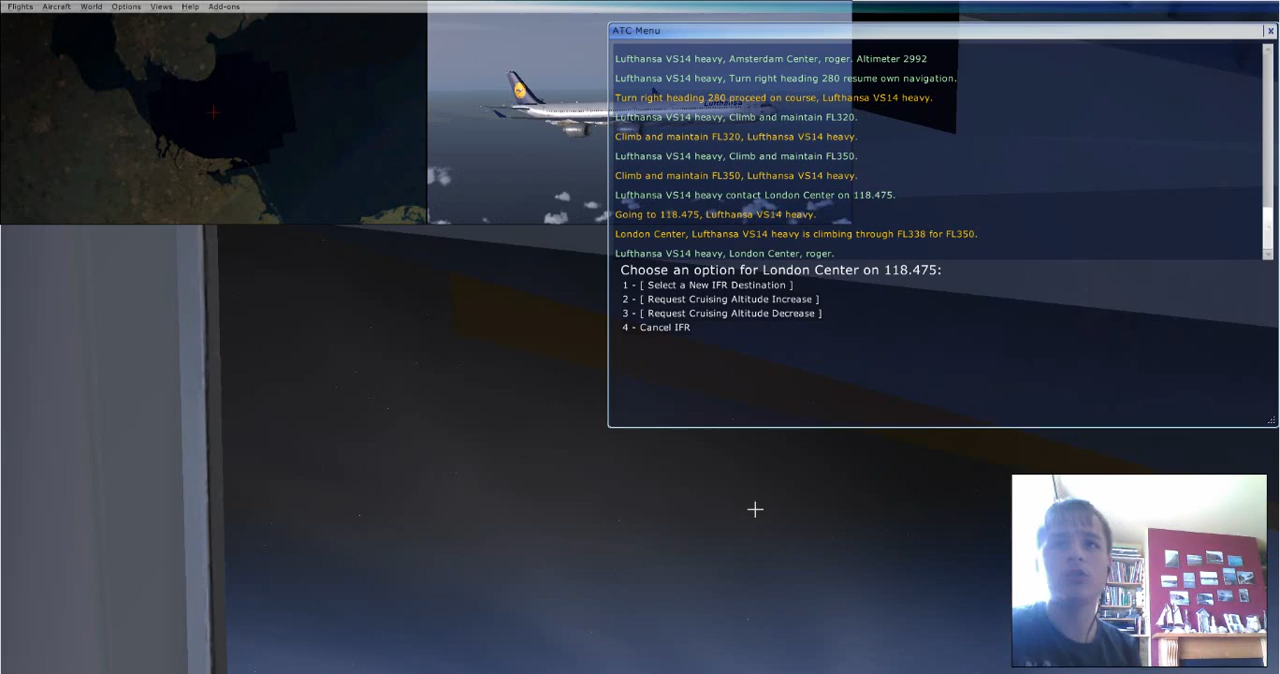 Flights Aircraft World Options Views Help Add-ons
ATC Menu x
Lufthansa VS14 heavy, Amsterdam Center, roger. Altimeter 2992
Lufthansa VS14 heavy, Turn right heading 280 resume own navigation.
Turn right heading 280 proceed on course, Lufthansa VS14 heavy.
Lufthansa VS14 heavy, Climb and maintain FL320.
Climb and maintain FL320, Lufthansa VS14 heavy.
Lufthansa VS14 heavy, Climb and maintain FL350.
Climb and maintain FL350, Lufthansa VS14 heavy.
Lufthansa VS14 heavy contact London Center on 118.475.
Going to 118.475, Lufthansa VS14 heavy.
London Center, Lufthansa VS14 heavy is climbing through FL338 for FL350.
Lufthansa VS14 heavy, London Center, roger.
Choose an option for London Center on 118.475:
1 - [ Select a New IFR Destination ]
2 - [ Request Cruising Altitude Increase ]
3 - [ Request Cruising Altitude Decrease ]
4 - Cancel IFR